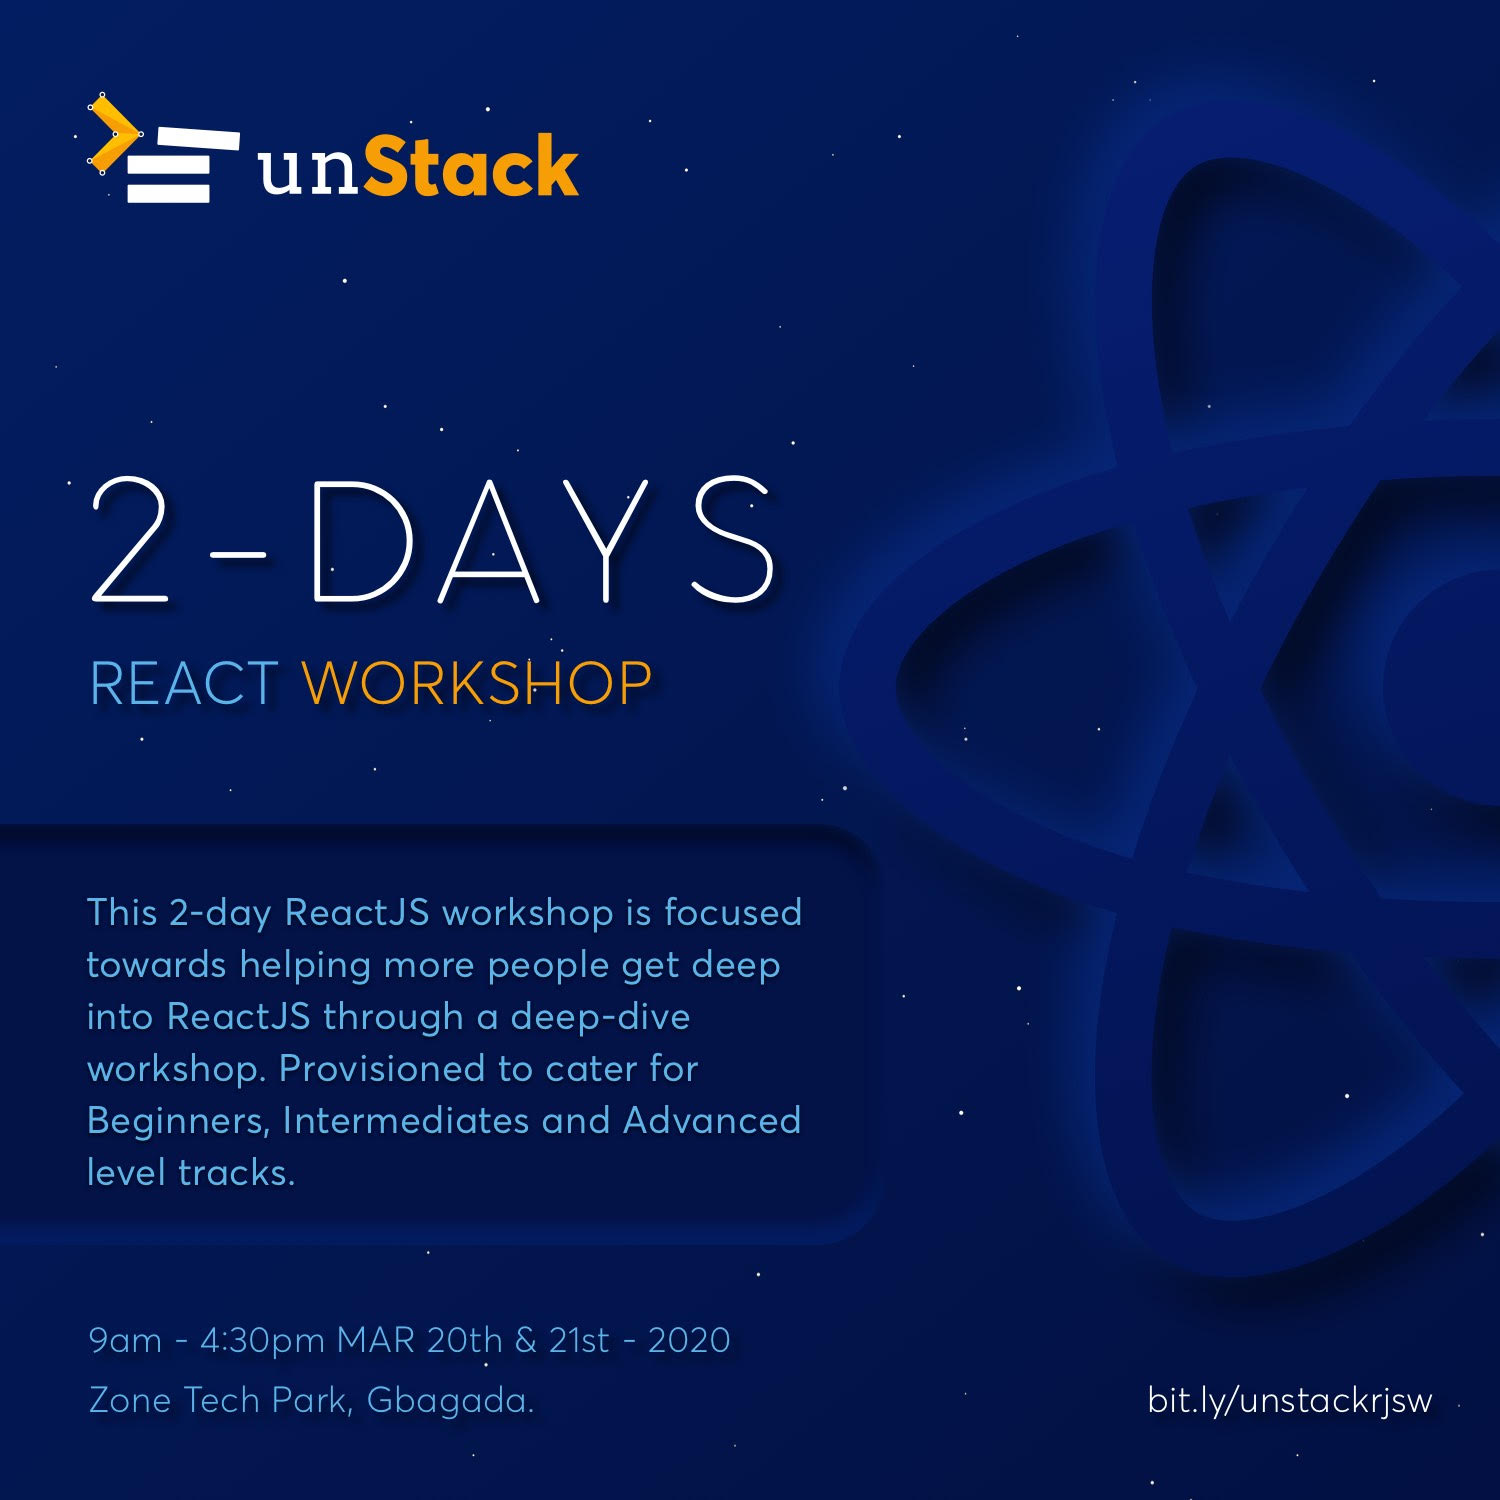 unStack
2-DAYS
REACT WORKSHOP
This 2-day ReactJS workshop is focused
towards helping more people get deep
into ReactJS through a deep-dive
workshop. Provisioned to cater for
Beginners, Intermediates and Advanced
level tracks.
9am - 4:30pm MAR 20th & 21st - 2020
Zone Tech Park, Gbagada.
bit.ly/unstackrjsw